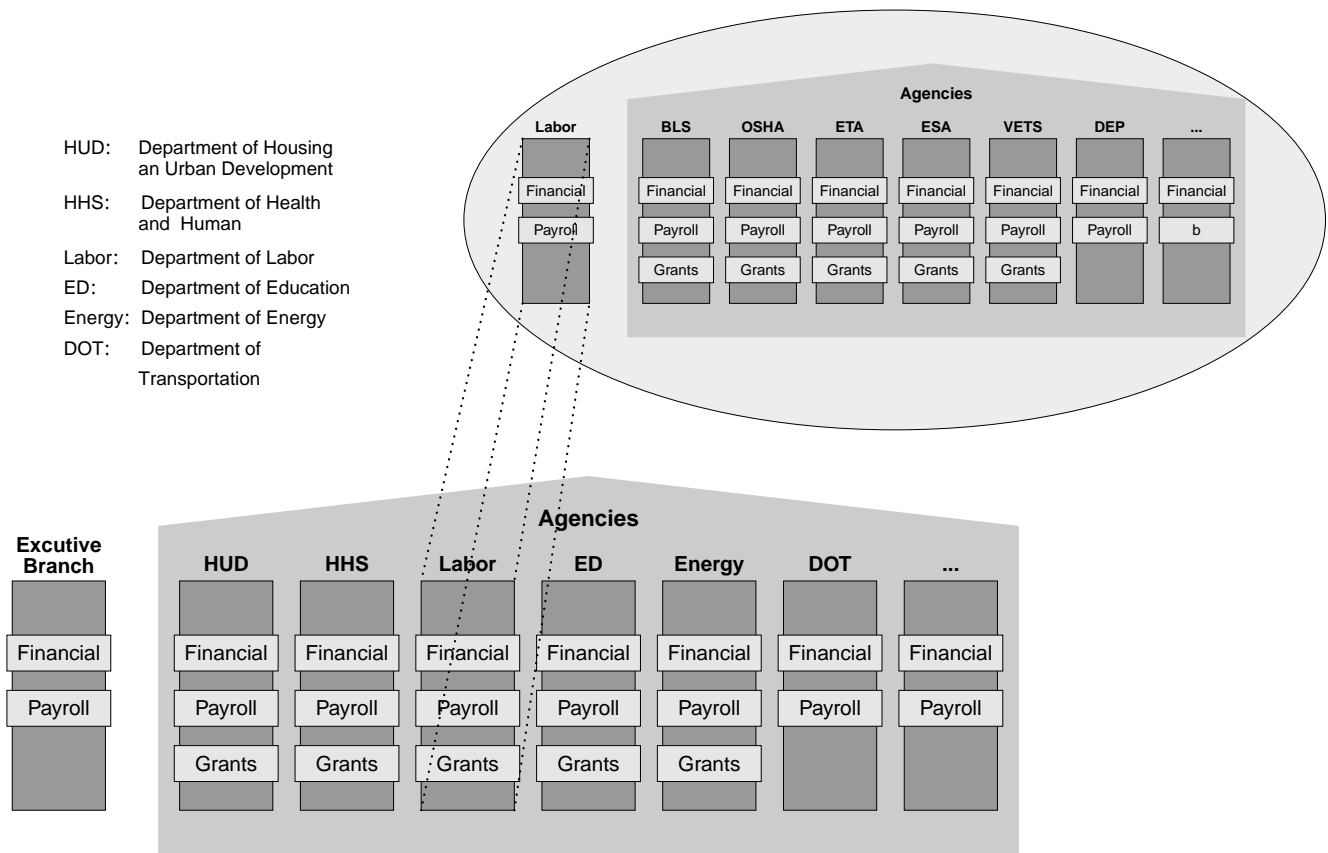 Agencies
Labor BLS OSHA ETA ESA VETS DEP ...
Financial Financial Financial Financial Financial Financial Financial Financial
Payroll Payroll Payroll Payroll Payroll Payroll Payroll b
Grants Grants Grants Grants Grants
HUD: Department of Housing
an Urban Development
HHS: Department of Health
and Human
Labor: Department of Labor
ED: Department of Education
Energy: Department of Energy
DOT: Department of
Transportation
Agencies
Excutive
Branch
HUD HHS Labor ED Energy DOT ...
Financial Financial Financial Financial Financial Financial Financial Financial
Payroll Payroll Payroll Payroll Payroll Payroll Payroll Payroll
Grants Grants Grants Grants Grants